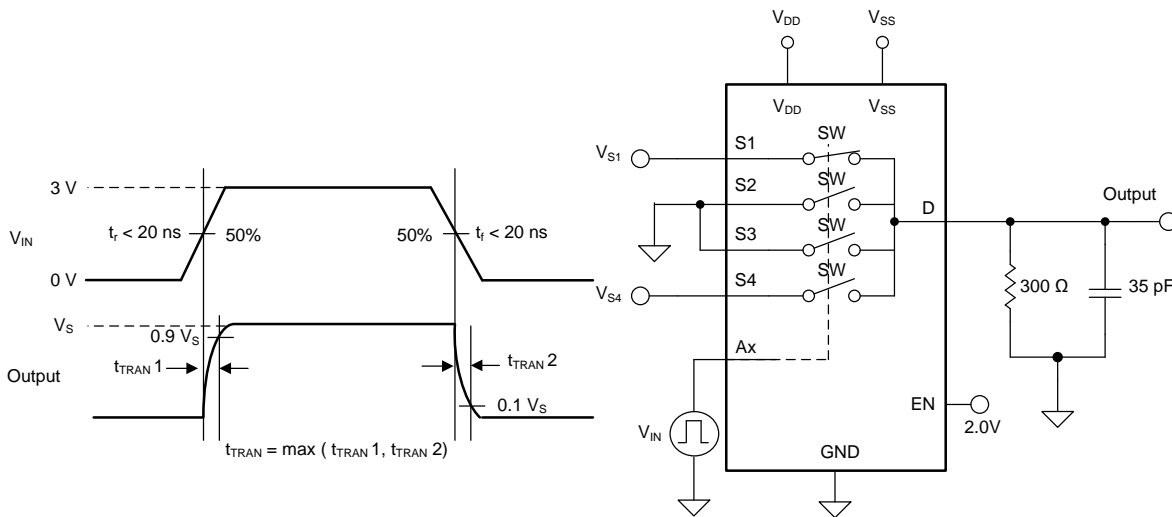 3 V
V_IN
t_r < 20 ns
50%
50%
t_f < 20 ns
0 V
V_S
0.9 V_S
t_TRAN 1
t_TRAN 2
Output
0.1 V_S
t_TRAN = max ( t_TRAN 1, t_TRAN 2)
V_DD
V_SS
V_DD
V_SS
V_S1
S1
SW
S2
SW
S3
SW
V_S4
S4
SW
D
Output
300 Ω
35 pF
Ax
V_IN
EN
2.0V
GND